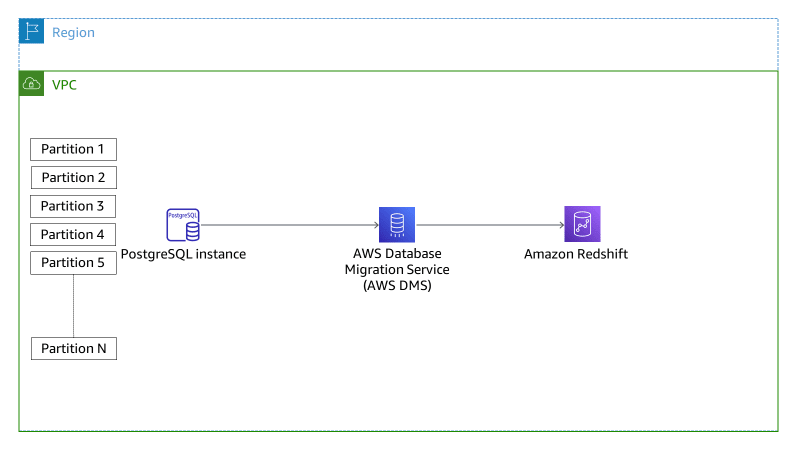 Region
VPC
Partition 1
Partition 2
Partition 3
Partition 4
Partition 5
Partition N
PostgreSQL
PostgreSQL instance
AWS Database
Migration Service
(AWS DMS)
Amazon Redshift